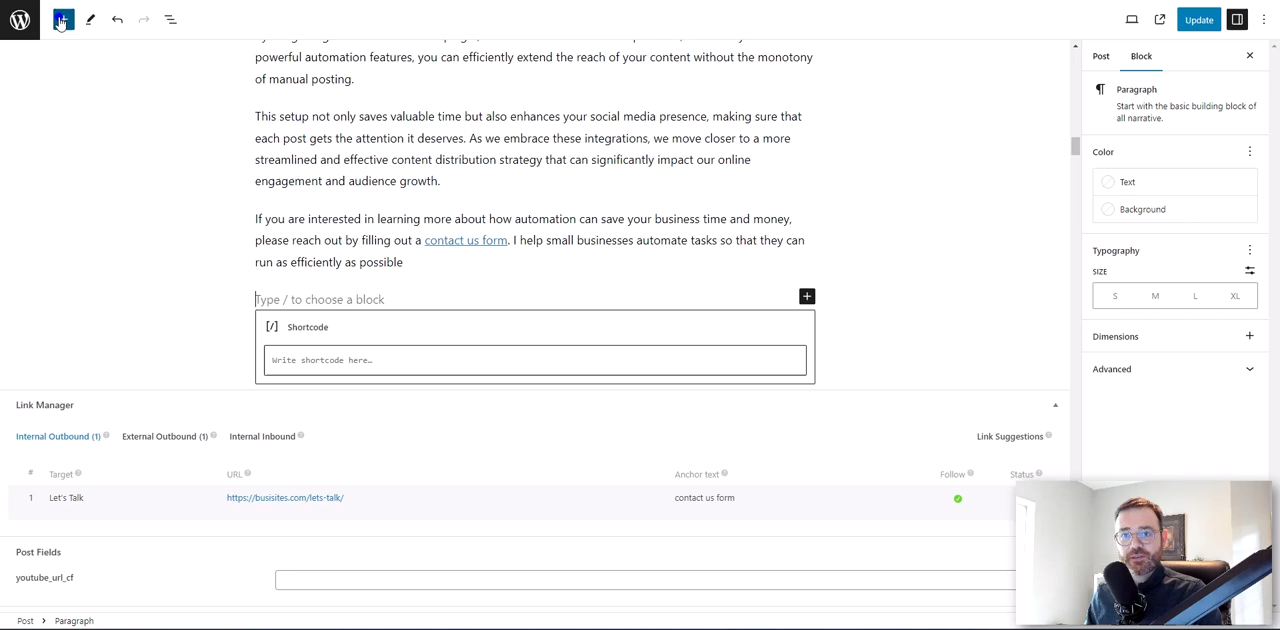 Update
powerful automation features, you can efficiently extend the reach of your content without the monotony
of manual posting.
This setup not only saves valuable time but also enhances your social media presence, making sure that
each post gets the attention it deserves. As we embrace these integrations, we move closer to a more
streamlined and effective content distribution strategy that can significantly impact our online
engagement and audience growth.
If you are interested in learning more about how automation can save your business time and money,
please reach out by filling out a contact us form. I help small businesses automate tasks so that they can
run as efficiently as possible
Type / to choose a block
[/] Shortcode
Write shortcode here…
Post Block
Paragraph
Start with the basic building block of
all narrative.
Color
Text
Background
Typography
SIZE
S M L XL
Dimensions
Advanced
Link Manager
Internal Outbound (1) External Outbound (1) Internal Inbound Link Suggestions
# Target URL Anchor text Follow Status
1 Let's Talk https://busisites.com/lets-talk/ contact us form
Post Fields
youtube_url_cf
Post > Paragraph